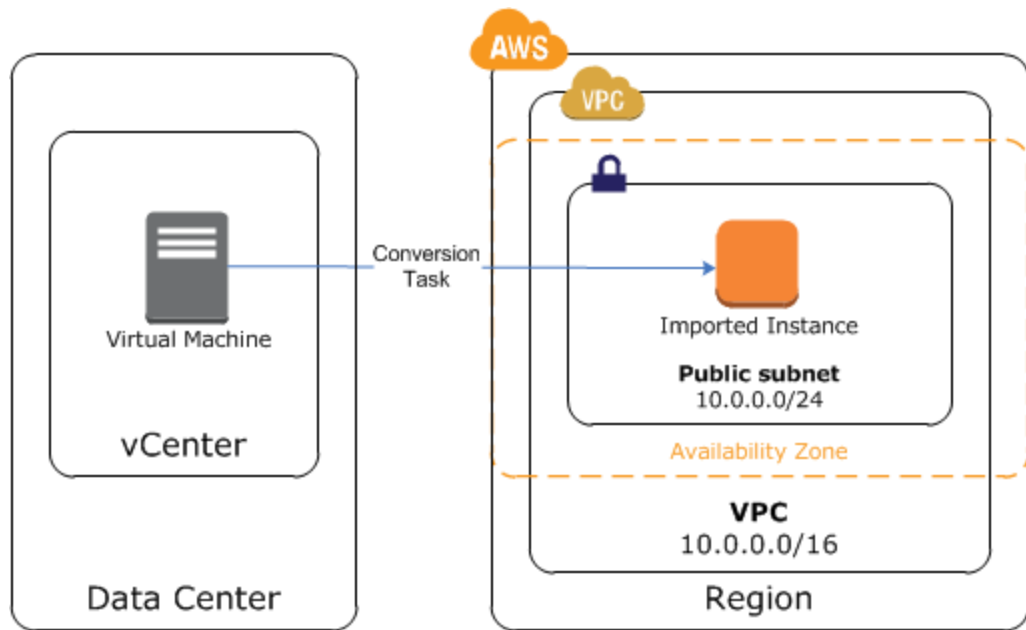 AWS
VPC
Conversion
Task
Virtual Machine
vCenter
Data Center
Imported Instance
Public subnet
10.0.0.0/24
Availability Zone
VPC
10.0.0.0/16
Region